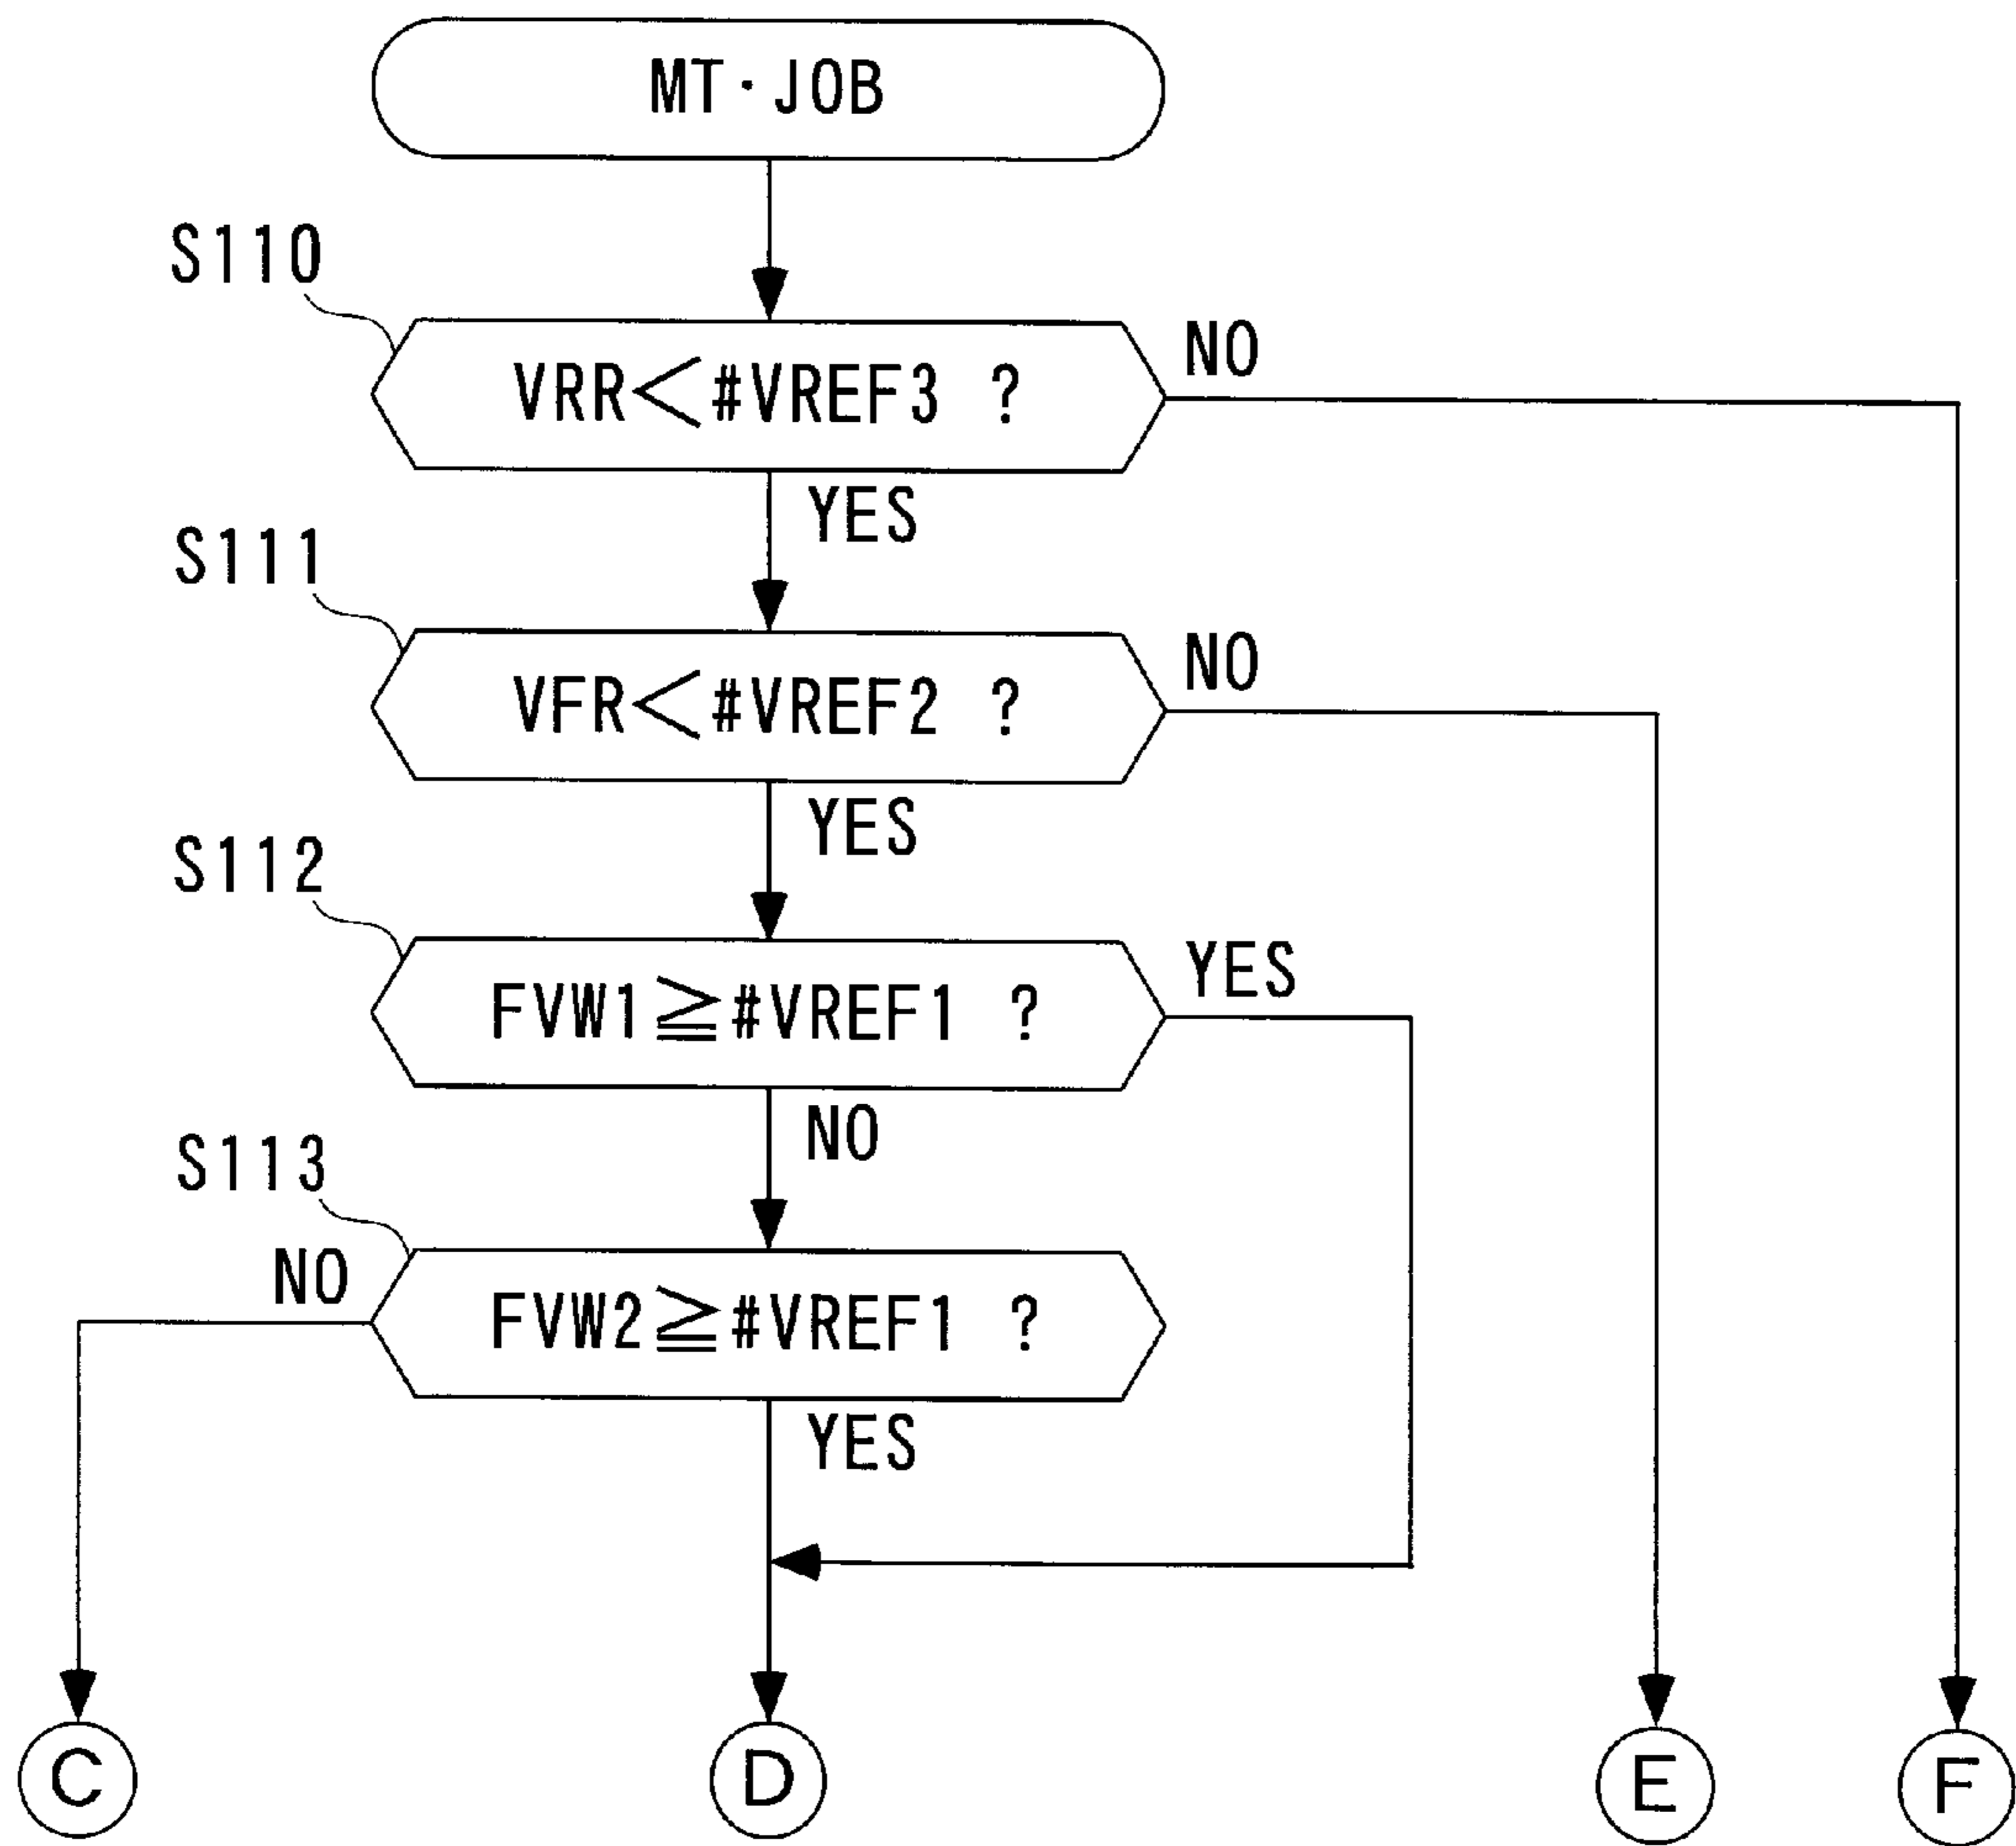 MT·JOB
S110
VRR<#VREF3 ?
NO
YES
S111
VFR<#VREF2 ?
NO
YES
S112
FVW1≧#VREF1 ?
YES
NO
S113
NO
FVW2≧#VREF1 ?
YES
C
D
E
F